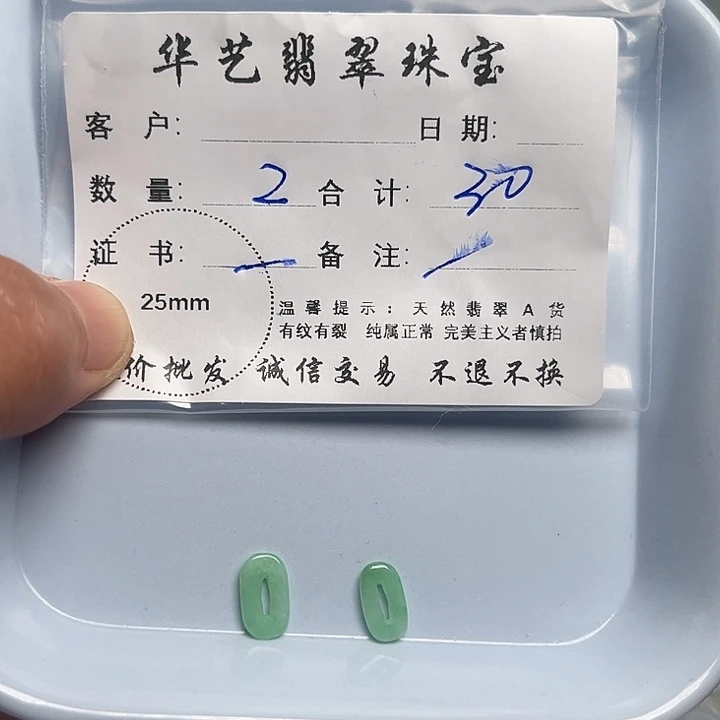 华艺翡翠珠宝
客 户: 日 期:
数 量: 2 合 计: 30
证 书: 备 注:
25mm
温馨提示:天然翡翠A货
有纹有裂 纯属正常 完美主义者慎拍
价批发 诚信交易 不退不换